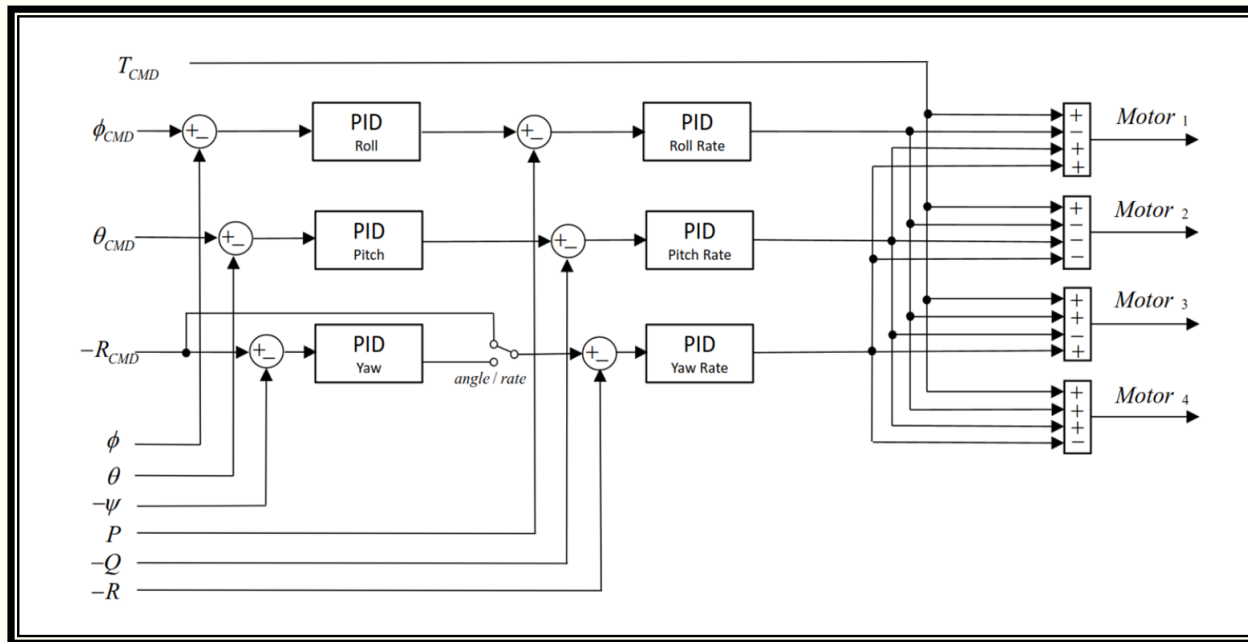 T_CMD
ϕ_CMD
+
−
PID
Roll
+
−
PID
Roll Rate
+
−
+
+
Motor 1
θ_CMD
+
−
PID
Pitch
+
−
PID
Pitch Rate
+
−
−
−
Motor 2
−R_CMD
+
−
PID
Yaw
angle / rate
+
−
PID
Yaw Rate
+
+
−
+
Motor 3
+
+
+
−
Motor 4
ϕ
θ
−ψ
P
−Q
−R